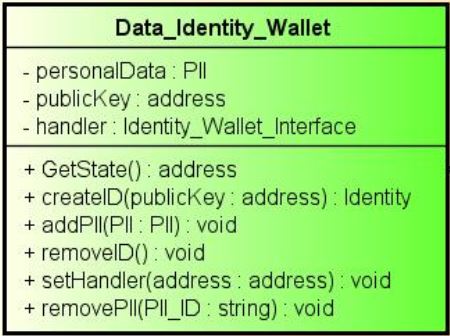 Data_Identity_Wallet
- personalData : PII
- publicKey : address
- handler : Identity_Wallet_Interface
+ GetState() : address
+ createID(publicKey : address) : Identity
+ addPII(PII : PII) : void
+ removeID() : void
+ setHandler(address : address) : void
+ removePII(PII_ID : string) : void